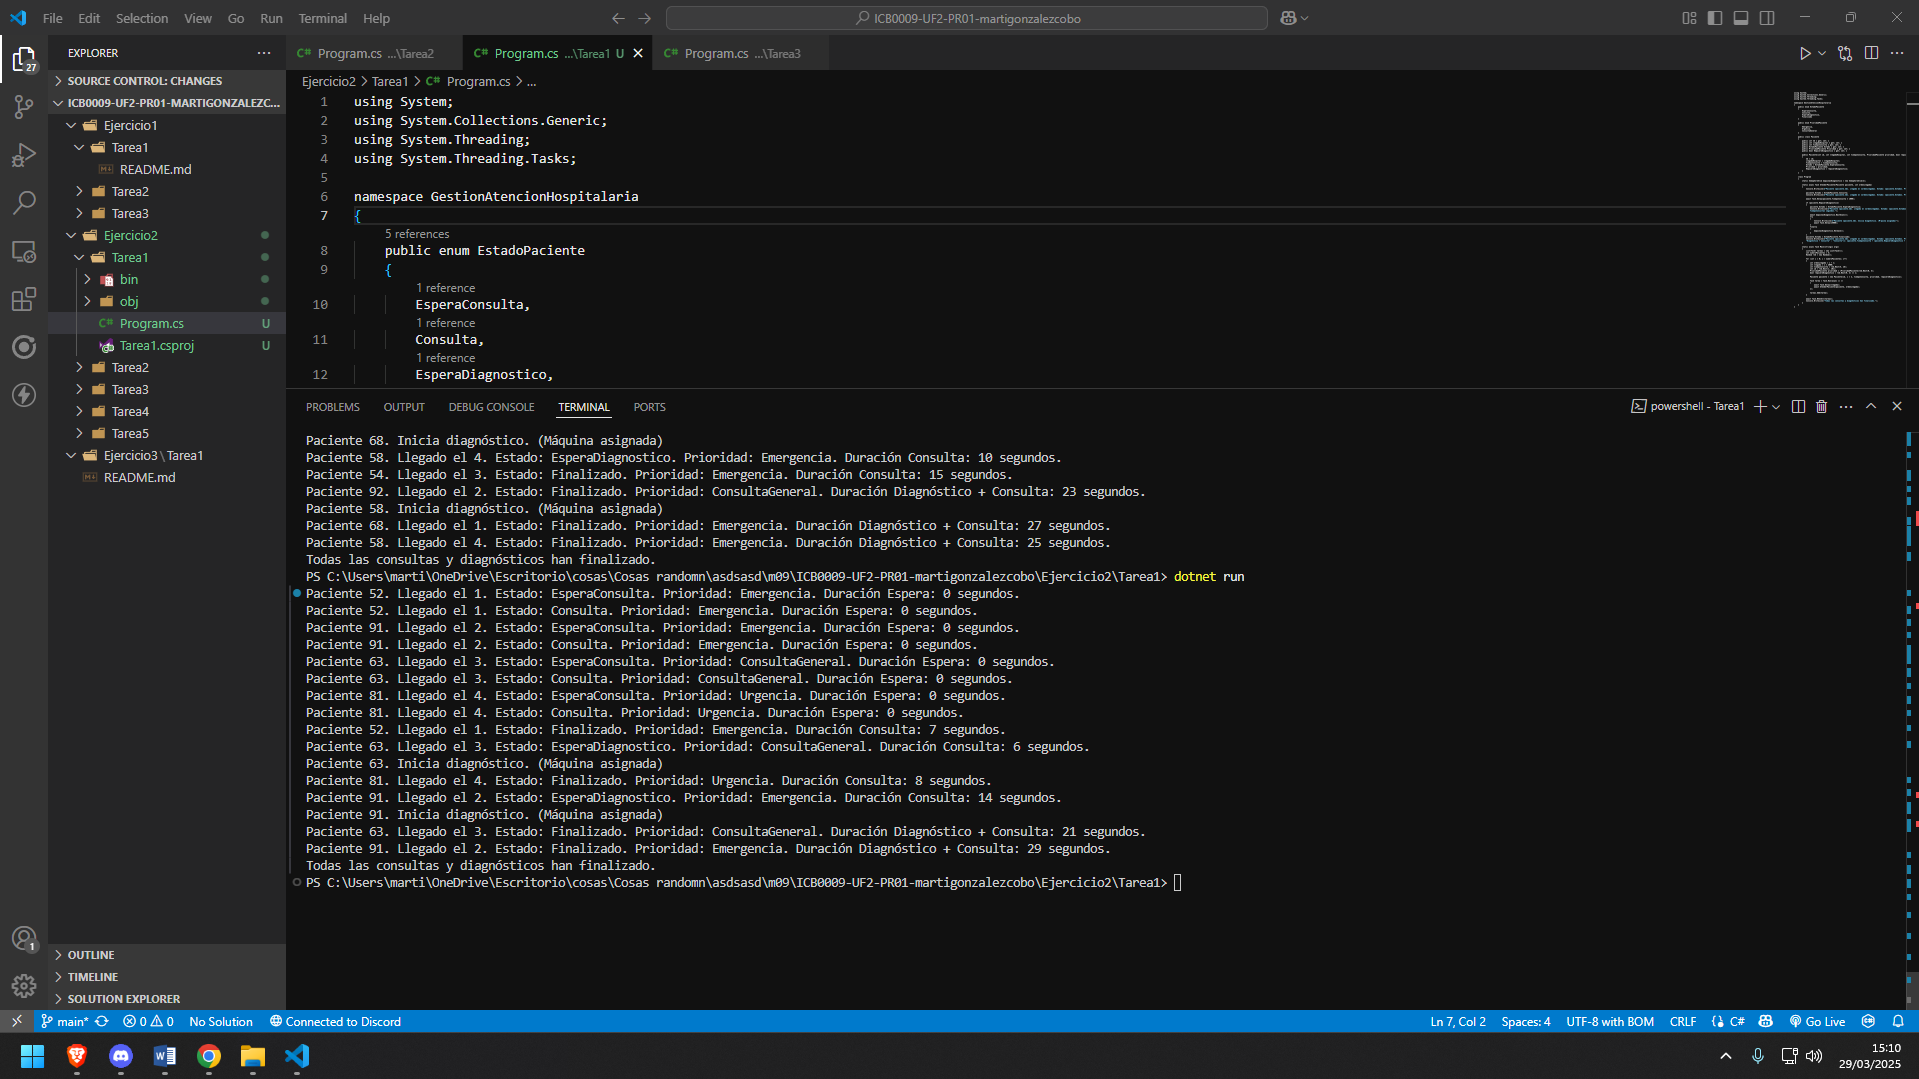 File Edit Selection View Go Run Terminal Help
ICB0009-UF2-PR01-martigonzalezcobo
EXPLORER
SOURCE CONTROL: CHANGES
ICB0009-UF2-PR01-MARTIGONZALEZC...
Ejercicio1
Tarea1
README.md
Tarea2
Tarea3
Ejercicio2
Tarea1
bin
obj
C# Program.cs U
Tarea1.csproj U
Tarea2
Tarea3
Tarea4
Tarea5
Ejercicio3\Tarea1
README.md
OUTLINE
TIMELINE
SOLUTION EXPLORER
27
1
C# Program.cs ...\Tarea2
C# Program.cs ...\Tarea1 U
C# Program.cs ...\Tarea3
Ejercicio2 > Tarea1 > C# Program.cs > ...
1 using System;
2 using System.Collections.Generic;
3 using System.Threading;
4 using System.Threading.Tasks;
5
6 namespace GestionAtencionHospitalaria
7 {
5 references
8 public enum EstadoPaciente
9 {
1 reference
10 EsperaConsulta,
1 reference
11 Consulta,
1 reference
12 EsperaDiagnostico,
PROBLEMS OUTPUT DEBUG CONSOLE TERMINAL PORTS
powershell - Tarea1
Paciente 68. Inicia diagnóstico. (Máquina asignada)
Paciente 58. Llegado el 4. Estado: EsperaDiagnostico. Prioridad: Emergencia. Duración Consulta: 10 segundos.
Paciente 54. Llegado el 3. Estado: Finalizado. Prioridad: Emergencia. Duración Consulta: 15 segundos.
Paciente 92. Llegado el 2. Estado: Finalizado. Prioridad: ConsultaGeneral. Duración Diagnóstico + Consulta: 23 segundos.
Paciente 58. Inicia diagnóstico. (Máquina asignada)
Paciente 68. Llegado el 1. Estado: Finalizado. Prioridad: Emergencia. Duración Diagnóstico + Consulta: 27 segundos.
Paciente 58. Llegado el 4. Estado: Finalizado. Prioridad: Emergencia. Duración Diagnóstico + Consulta: 25 segundos.
Todas las consultas y diagnósticos han finalizado.
PS C:\Users\marti\OneDrive\Escritorio\cosas\Cosas randomn\asdsasd\m09\ICB0009-UF2-PR01-martigonzalezcobo\Ejercicio2\Tarea1> dotnet run
Paciente 52. Llegado el 1. Estado: EsperaConsulta. Prioridad: Emergencia. Duración Espera: 0 segundos.
Paciente 52. Llegado el 1. Estado: Consulta. Prioridad: Emergencia. Duración Espera: 0 segundos.
Paciente 91. Llegado el 2. Estado: EsperaConsulta. Prioridad: Emergencia. Duración Espera: 0 segundos.
Paciente 91. Llegado el 2. Estado: Consulta. Prioridad: Emergencia. Duración Espera: 0 segundos.
Paciente 63. Llegado el 3. Estado: EsperaConsulta. Prioridad: ConsultaGeneral. Duración Espera: 0 segundos.
Paciente 63. Llegado el 3. Estado: Consulta. Prioridad: ConsultaGeneral. Duración Espera: 0 segundos.
Paciente 81. Llegado el 4. Estado: EsperaConsulta. Prioridad: Urgencia. Duración Espera: 0 segundos.
Paciente 81. Llegado el 4. Estado: Consulta. Prioridad: Urgencia. Duración Espera: 0 segundos.
Paciente 52. Llegado el 1. Estado: Finalizado. Prioridad: Emergencia. Duración Consulta: 7 segundos.
Paciente 63. Llegado el 3. Estado: EsperaDiagnostico. Prioridad: ConsultaGeneral. Duración Consulta: 6 segundos.
Paciente 63. Inicia diagnóstico. (Máquina asignada)
Paciente 81. Llegado el 4. Estado: Finalizado. Prioridad: Urgencia. Duración Consulta: 8 segundos.
Paciente 91. Llegado el 2. Estado: EsperaDiagnostico. Prioridad: Emergencia. Duración Consulta: 14 segundos.
Paciente 91. Inicia diagnóstico. (Máquina asignada)
Paciente 63. Llegado el 3. Estado: Finalizado. Prioridad: ConsultaGeneral. Duración Diagnóstico + Consulta: 21 segundos.
Paciente 91. Llegado el 2. Estado: Finalizado. Prioridad: Emergencia. Duración Diagnóstico + Consulta: 29 segundos.
Todas las consultas y diagnósticos han finalizado.
PS C:\Users\marti\OneDrive\Escritorio\cosas\Cosas randomn\asdsasd\m09\ICB0009-UF2-PR01-martigonzalezcobo\Ejercicio2\Tarea1>
main* 0 0 No Solution Connected to Discord Ln 7, Col 2 Spaces: 4 UTF-8 with BOM CRLF C# Go Live
15:10
29/03/2025